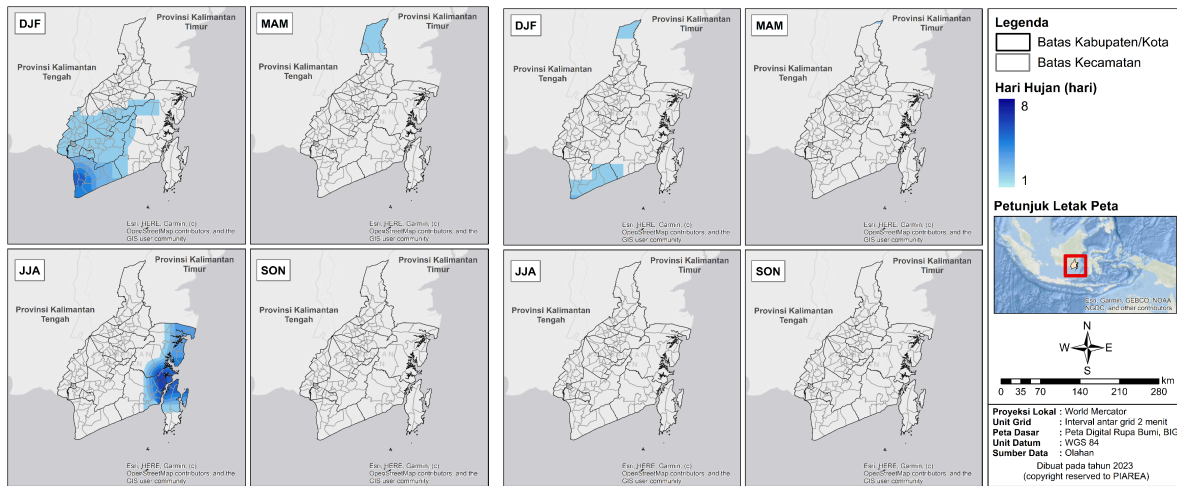 DJF
Provinsi Kalimantan
Timur
Provinsi Kalimantan
Tengah
Esri, HERE, Garmin, (c)
OpenStreetMap contributors, and the
GIS user community
MAM
Provinsi Kalimantan
Timur
Provinsi Kalimantan
Tengah
Esri, HERE, Garmin, (c)
OpenStreetMap contributors, and the
GIS user community
DJF
Provinsi Kalimantan
Timur
Provinsi Kalimantan
Tengah
Esri, HERE, Garmin, (c)
OpenStreetMap contributors, and the
GIS user community
MAM
Provinsi Kalimantan
Timur
Provinsi Kalimantan
Tengah
Esri, HERE, Garmin, (c)
OpenStreetMap contributors, and the
GIS user community
JJA
Provinsi Kalimantan
Timur
Provinsi Kalimantan
Tengah
Esri, HERE, Garmin, (c)
OpenStreetMap contributors, and the
GIS user community
SON
Provinsi Kalimantan
Timur
Provinsi Kalimantan
Tengah
Esri, HERE, Garmin, (c)
OpenStreetMap contributors, and the
GIS user community
JJA
Provinsi Kalimantan
Timur
Provinsi Kalimantan
Tengah
Esri, HERE, Garmin, (c)
OpenStreetMap contributors, and the
GIS user community
SON
Provinsi Kalimantan
Timur
Provinsi Kalimantan
Tengah
Esri, HERE, Garmin, (c)
OpenStreetMap contributors, and the
GIS user community
Legenda
Batas Kabupaten/Kota
Batas Kecamatan
Hari Hujan (hari)
8
1
Petunjuk Letak Peta
Esri, Garmin, GEBCO, NOAA
NGDC, and other contributors
N
W E
S
km
0 35 70 140 210 280
Proyeksi Lokal : World Mercator
Unit Grid : Interval antar grid 2 menit
Peta Dasar : Peta Digital Rupa Bumi, BIG
Unit Datum : WGS 84
Sumber Data : Olahan
Dibuat pada tahun 2023
(copyright reserved to PIAREA)